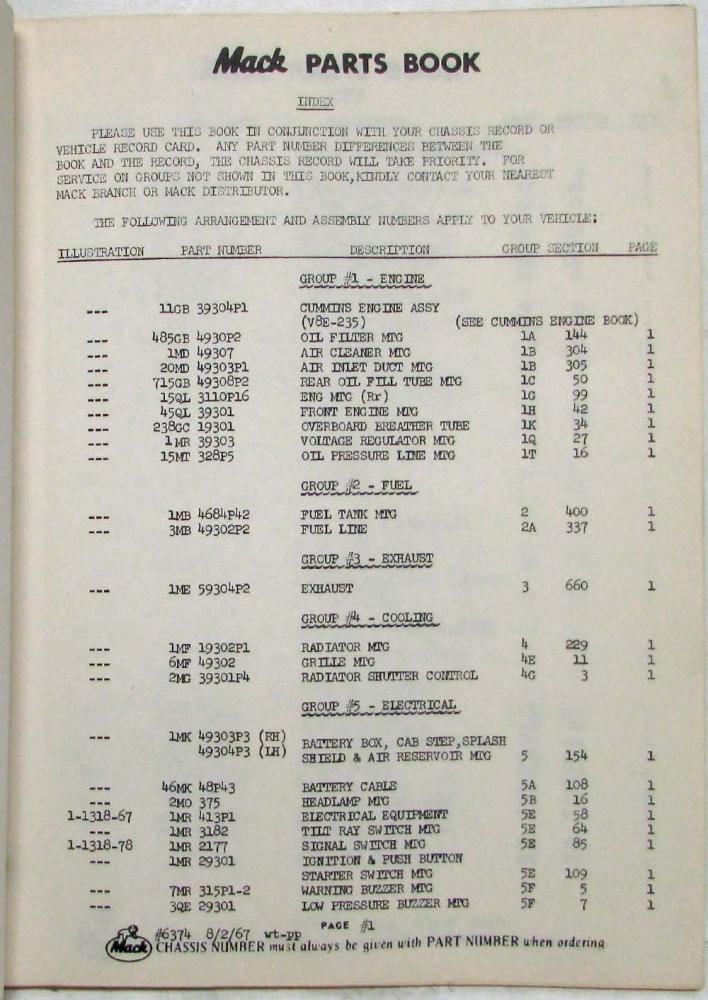 Mack PARTS BOOK
INDEX
PLEASE USE THIS BOOK IN CONJUNCTION WITH YOUR CHASSIS RECORD OR
VEHICLE RECORD CARD. ANY PART NUMBER DIFFERENCES BETWEEN THE
BOOK AND THE RECORD, THE CHASSIS RECORD WILL TAKE PRIORITY. FOR
SERVICE ON GROUPS NOT SHOWN IN THIS BOOK,KINDLY CONTACT YOUR NEAREST
MACK BRANCH OR MACK DISTRIBUTOR.
THE FOLLOWING ARRANGEMENT AND ASSEMBLY NUMBERS APPLY TO YOUR VEHICLE:
ILLUSTRATION PART NUMBER DESCRIPTION GROUP SECTION PAGE
GROUP #1 - ENGINE
--- 11GB 39304P1 CUMMINS ENGINE ASSY
(V8E-235) (SEE CUMMINS ENGINE BOOK)
--- 485GB 4930P2 OIL FILTER MTG 1A 144 1
--- 1MD 49307 AIR CLEANER MTG 1B 304 1
--- 20MD 49303P1 AIR INLET DUCT MTG 1B 305 1
--- 715GB 49308P2 REAR OIL FILL TUBE MTG 1C 50 1
--- 15QL 3110P16 ENG MTG (Rr) 1G 99 1
--- 45QL 39301 FRONT ENGINE MTG 1H 42 1
--- 238GC 19301 OVERBOARD BREATHER TUBE 1K 34 1
--- 1MR 39303 VOLTAGE REGULATOR MTG 1Q 27 1
--- 15MT 328P5 OIL PRESSURE LINE MTG 1T 16 1
GROUP #2 - FUEL
--- 1MB 4684P42 FUEL TANK MTG 2 400 1
--- 3MB 49302P2 FUEL LINE 2A 337 1
GROUP #3 - EXHAUST
--- 1ME 59304P2 EXHAUST 3 660 1
GROUP #4 - COOLING
--- 1MF 19302P1 RADIATOR MTG 4 229 1
--- 6MF 49302 GRILLE MTG 4E 11 1
--- 2MG 39301P4 RADIATOR SHUTTER CONTROL 4G 3 1
GROUP #5 - ELECTRICAL
--- 1MK 49303P3 (RH) BATTERY BOX, CAB STEP,SPLASH
49304P3 (LH) SHIELD & AIR RESERVOIR MTG 5 154 1
--- 46MK 48P43 BATTERY CABLE 5A 108 1
--- 2MO 375 HEADLAMP MTG 5B 16 1
1-1318-67 1MR 413P1 ELECTRICAL EQUIPMENT 5E 58 1
--- 1MR 3182 TILT RAY SWITCH MTG 5E 64 1
1-1318-78 1MR 2177 SIGNAL SWITCH MTG 5E 85 1
--- 1MR 29301 IGNITION & PUSH BUTTON
STARTER SWITCH MTG 5E 109 1
--- 7MR 315P1-2 WARNING BUZZER MTG 5F 5 1
--- 3QE 29301 LOW PRESSURE BUZZER MTG 5F 7 1
PAGE #1
#6374 8/2/67 wt-pp
Mack CHASSIS NUMBER must always be given with PART NUMBER when ordering